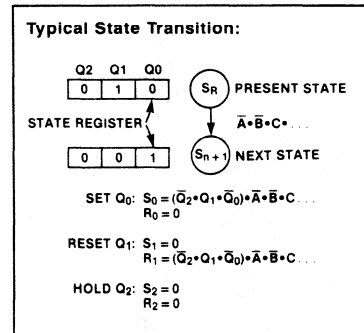 Typical State Transition:
Q2 Q1 Q0
0 1 0
SR PRESENT STATE
A̅•B̅•C•...
STATE REGISTER
0 0 1
Sn+1 NEXT STATE
SET Q0: S0 = (Q̅2•Q1•Q̅0)•A̅•B̅•C...
R0 = 0
RESET Q1: S1 = 0
R1 = (Q̅2•Q1•Q̅0)•A̅•B̅•C...
HOLD Q2: S2 = 0
R2 = 0